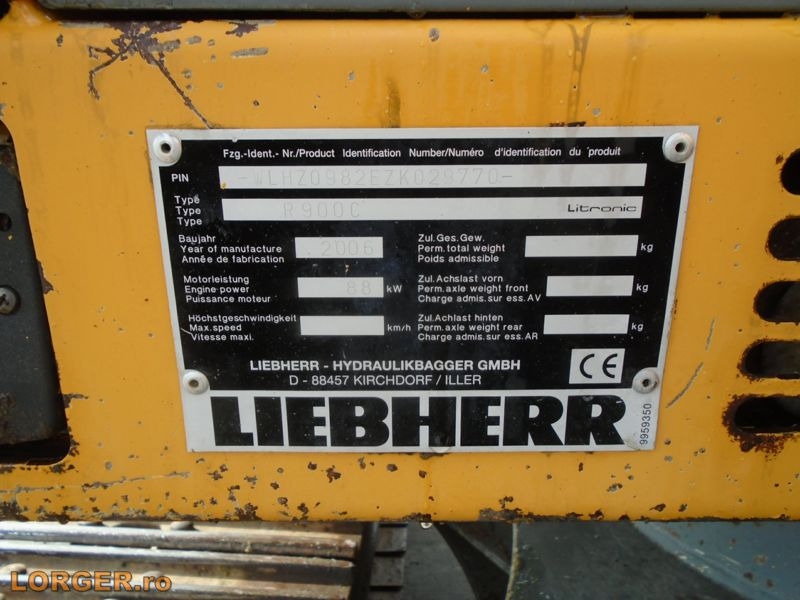 Fzg.-Ident.- Nr./Product Identification Number/Numéro d'identification du produit
PIN -WLHZ0982EZK029770-
Type
Type R900C Litronic
Type
Baujahr
Year of manufacture 2006
Année de fabrication
Motorleistung
Engine-power 88 kW
Puissance moteur
Höchstgeschwindigkeit
Max.speed km/h
Vitesse maxi.
Zul.Ges.Gew.
Perm.total weight kg
Poids admissible
Zul.Achslast vorn
Perm.axle weight front kg
Charge admis.sur ess.AV
Zul.Achslast hinten
Perm.axle weight rear kg
Charge admis.sur ess.AR
LIEBHERR - HYDRAULIKBAGGER GMBH
D - 88457 KIRCHDORF / ILLER
CE
LIEBHERR
9959350
LORGER.ro